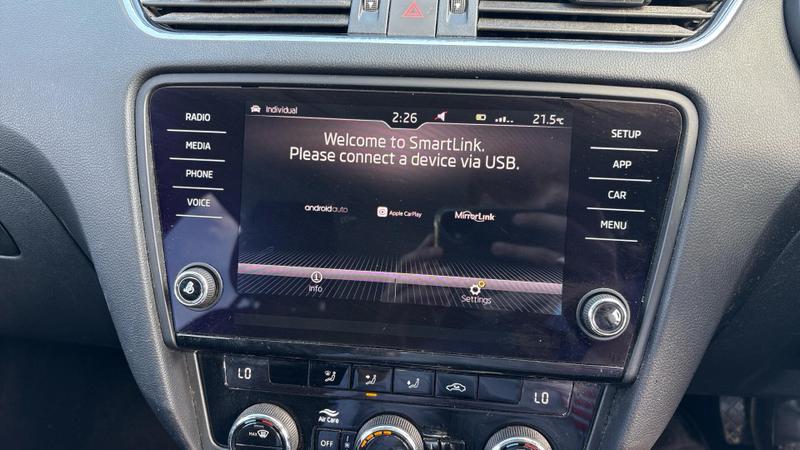 Individual
2:26
21.5°C
RADIO
MEDIA
PHONE
VOICE
Welcome to SmartLink.
Please connect a device via USB.
androidauto
Apple CarPlay
MirrorLink
Info
Settings
SETUP
APP
CAR
MENU
LO
LO
Air Care
MAX
OFF